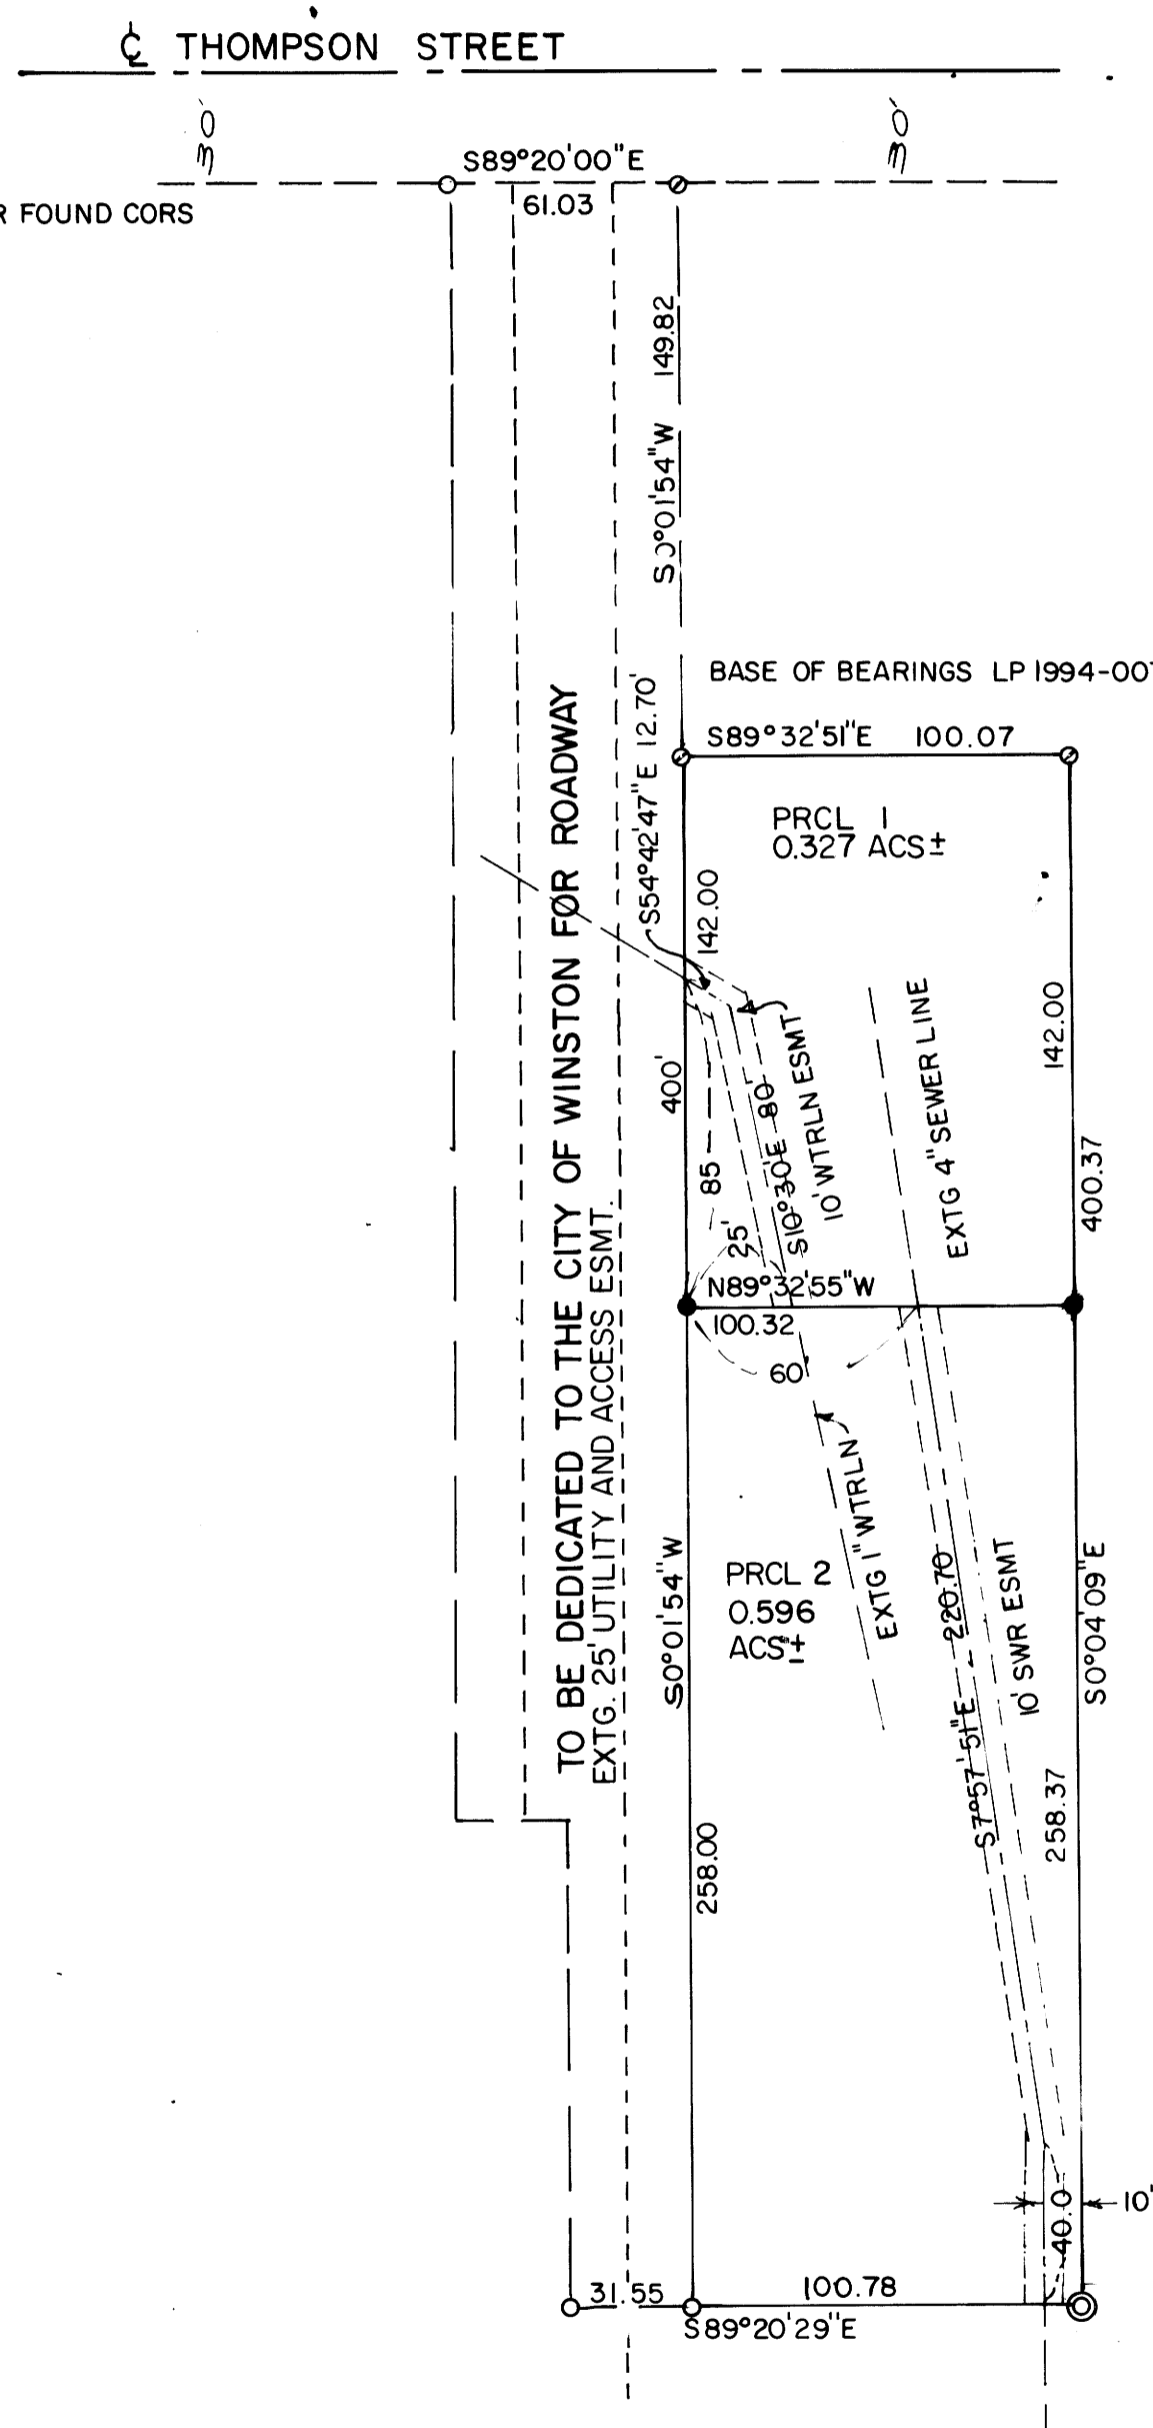 ℄ THOMPSON STREET
30'
30'
S89°20'00"E
61.03
R FOUND CORS
149.82
S0°01'54"W
BASE OF BEARINGS LP 1994-00
S89°32'51"E 100.07
S54°42'47"E 12.70'
PRCL 1
0.327 ACS±
142.00
142.00
400'
400.37
85
25'
S10°30'E 80'
10' WTRLN ESMT
EXTG 4" SEWER LINE
N89°32'55"W
100.32
60'
TO BE DEDICATED TO THE CITY OF WINSTON FOR ROADWAY
EXTG. 25' UTILITY AND ACCESS ESMT.
EXTG 1" WTRLN
S0°01'54"W
PRCL 2
0.596
ACS±
S7°57'51"E 220.70
10' SWR ESMT
S0°04'09"E
258.00
258.37
40.0
10'
31.55
100.78
S89°20'29"E